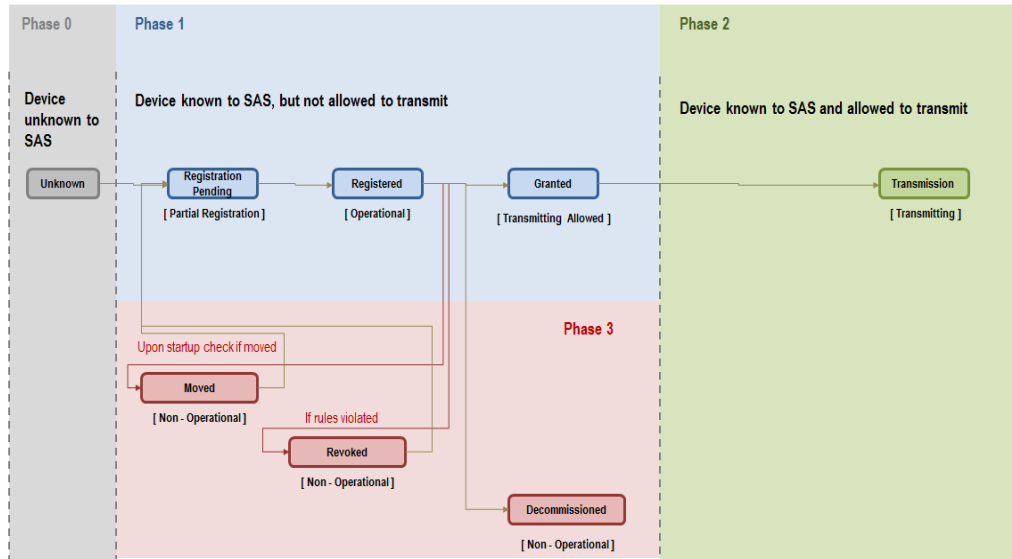 Phase 0
Phase 1
Phase 2
Device
unknown to
SAS
Device known to SAS, but not allowed to transmit
Device known to SAS and allowed to transmit
Unknown
Registration
Pending
Registered
Granted
Transmission
[ Partial Registration ]
[ Operational ]
[ Transmitting Allowed ]
[ Transmitting ]
Phase 3
Upon startup check if moved
Moved
[ Non - Operational ]
If rules violated
Revoked
[ Non - Operational ]
Decommissioned
[ Non - Operational ]